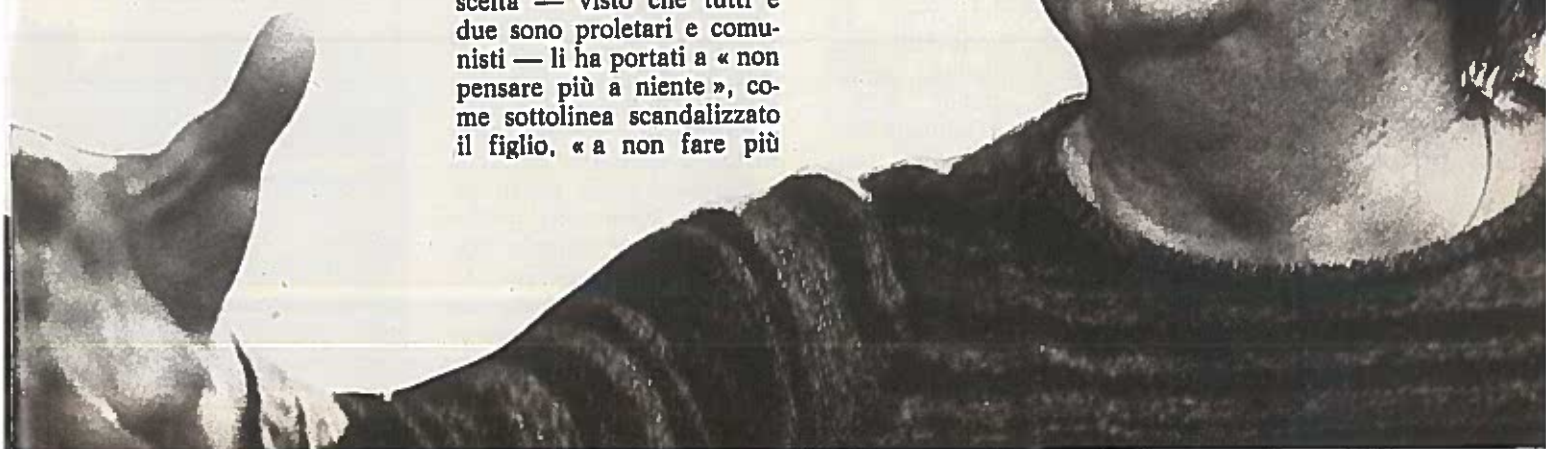 scelta — visto che tutti e
due sono proletari e comu-
nisti — li ha portati a « non
pensare più a niente », co-
me sottolinea scandalizzato
il figlio, « a non fare più